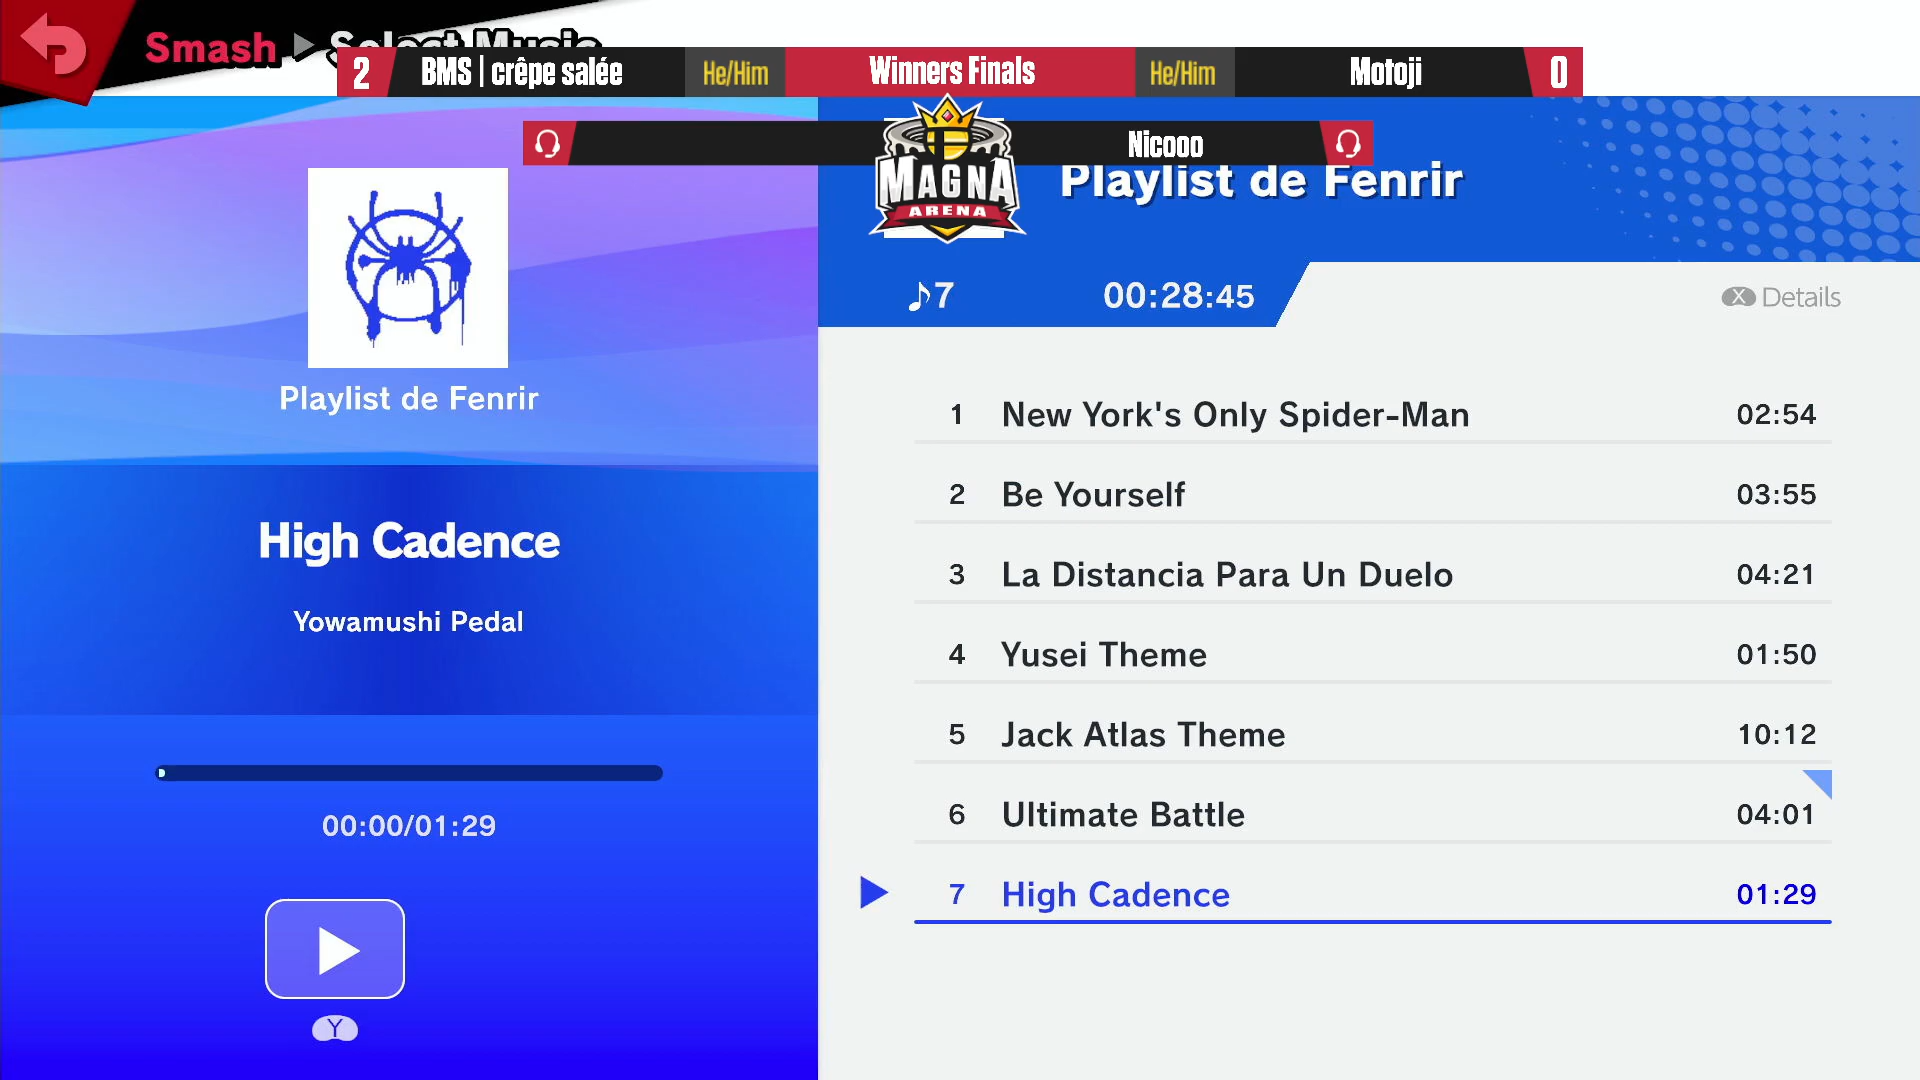 Smash ▶ Select Music
2 BMS | crêpe salée He/Him Winners Finals He/Him Motoji 0
Nicooo
MAGNA
ARENA
Playlist de Fenrir
♪7 00:28:45
X Details
Playlist de Fenrir
High Cadence
Yowamushi Pedal
00:00/01:29
Y
1 New York's Only Spider-Man 02:54
2 Be Yourself 03:55
3 La Distancia Para Un Duelo 04:21
4 Yusei Theme 01:50
5 Jack Atlas Theme 10:12
6 Ultimate Battle 04:01
7 High Cadence 01:29